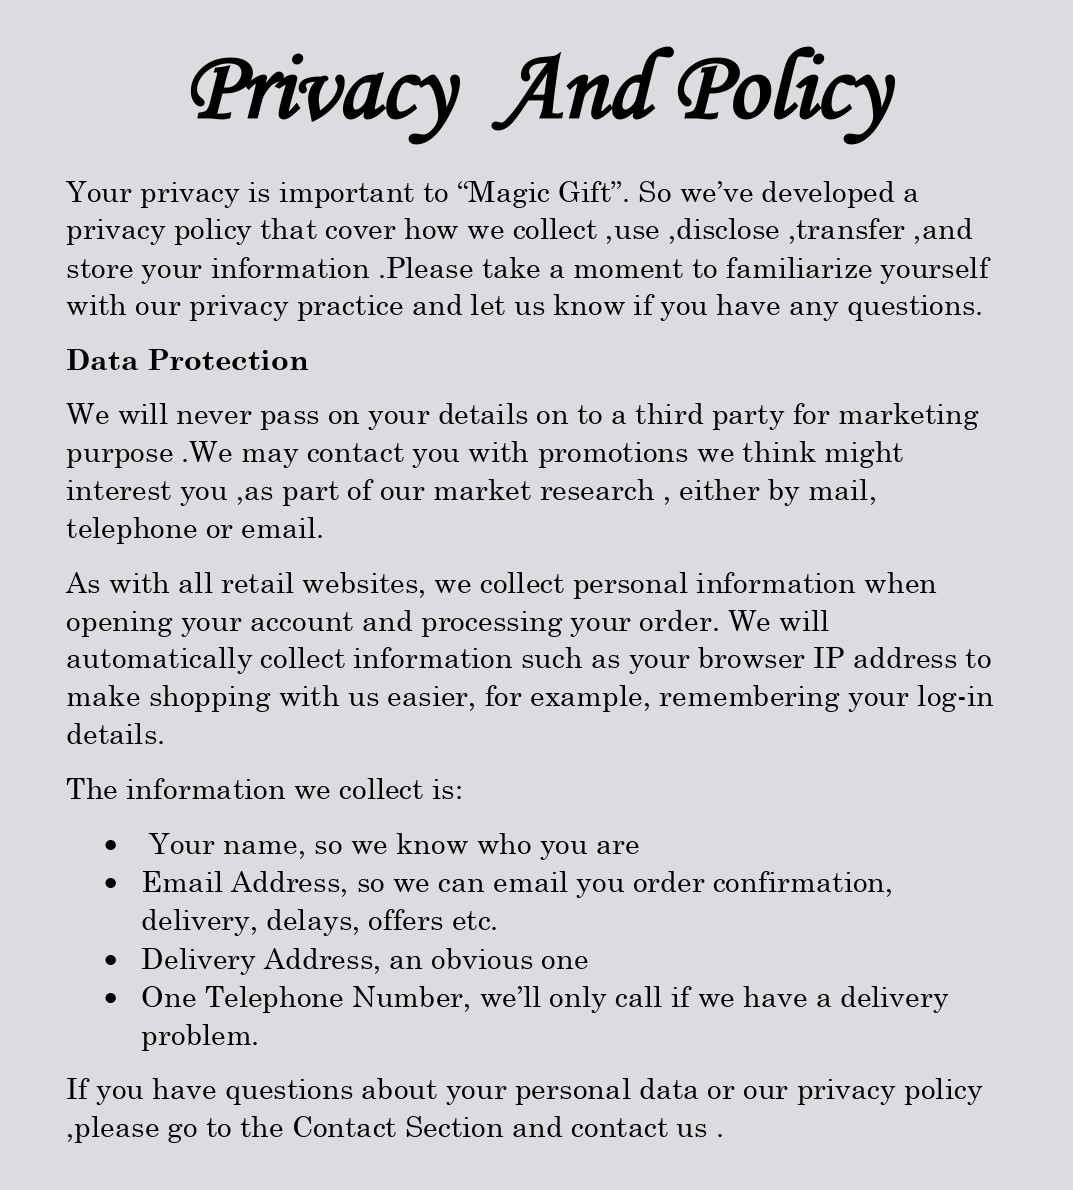 Privacy And Policy
Your privacy is important to “Magic Gift”. So we’ve developed a
privacy policy that cover how we collect ,use ,disclose ,transfer ,and
store your information .Please take a moment to familiarize yourself
with our privacy practice and let us know if you have any questions.
Data Protection
We will never pass on your details on to a third party for marketing
purpose .We may contact you with promotions we think might
interest you ,as part of our market research , either by mail,
telephone or email.
As with all retail websites, we collect personal information when
opening your account and processing your order. We will
automatically collect information such as your browser IP address to
make shopping with us easier, for example, remembering your log-in
details.
The information we collect is:
• Your name, so we know who you are
• Email Address, so we can email you order confirmation,
delivery, delays, offers etc.
• Delivery Address, an obvious one
• One Telephone Number, we’ll only call if we have a delivery
problem.
If you have questions about your personal data or our privacy policy
,please go to the Contact Section and contact us .